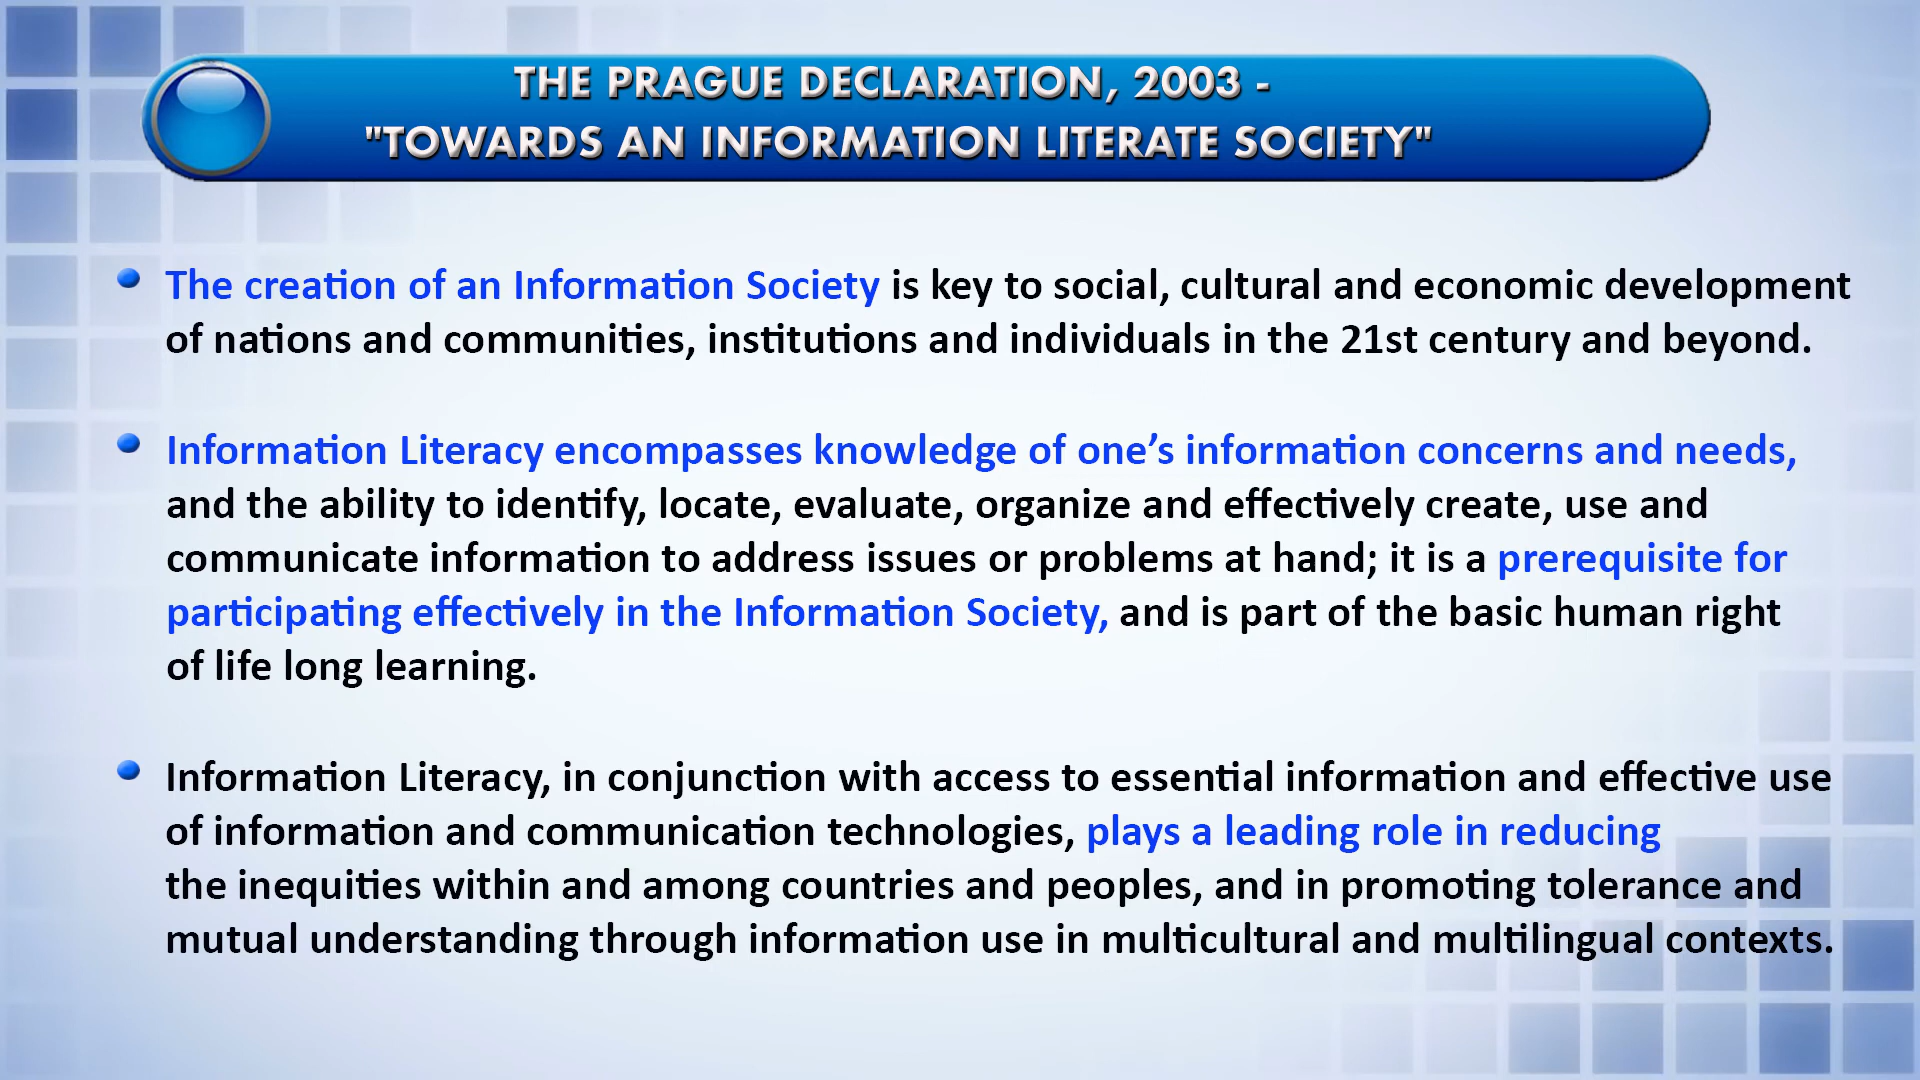 THE PRAGUE DECLARATION, 2003 -
"TOWARDS AN INFORMATION LITERATE SOCIETY"
The creation of an Information Society is key to social, cultural and economic development
of nations and communities, institutions and individuals in the 21st century and beyond.
Information Literacy encompasses knowledge of one’s information concerns and needs,
and the ability to identify, locate, evaluate, organize and effectively create, use and
communicate information to address issues or problems at hand; it is a prerequisite for
participating effectively in the Information Society, and is part of the basic human right
of life long learning.
Information Literacy, in conjunction with access to essential information and effective use
of information and communication technologies, plays a leading role in reducing
the inequities within and among countries and peoples, and in promoting tolerance and
mutual understanding through information use in multicultural and multilingual contexts.